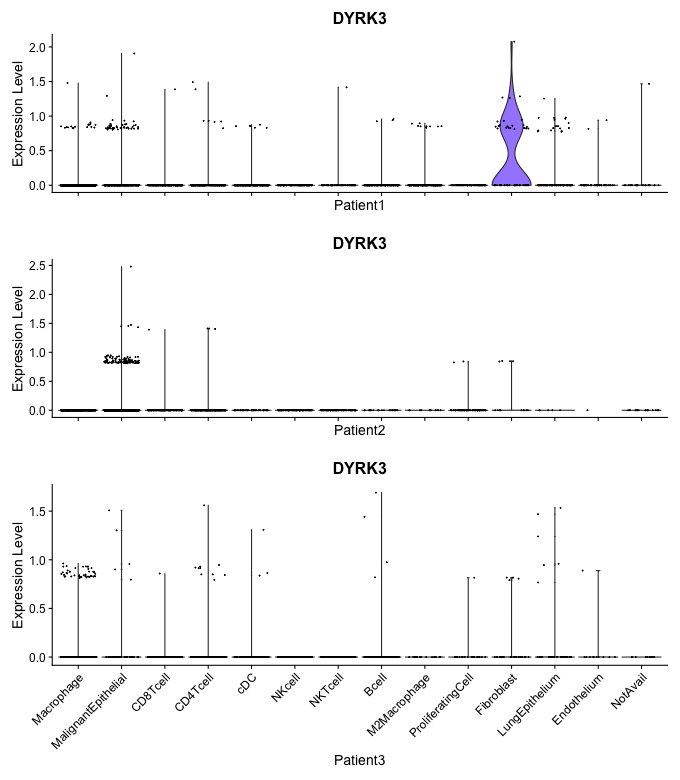 DYRK3
Expression Level
2.0
1.5
1.0
0.5
0.0
Patient1
DYRK3
Expression Level
2.5
2.0
1.5
1.0
0.5
0.0
Patient2
DYRK3
Expression Level
1.5
1.0
0.5
0.0
Macrophage
MalignantEpithelial
CD8Tcell
CD4Tcell
cDC
NKcell
NKTcell
Bcell
M2Macrophage
ProliferatingCell
Fibroblast
LungEpithelium
Endothelium
NotAvail
Patient3